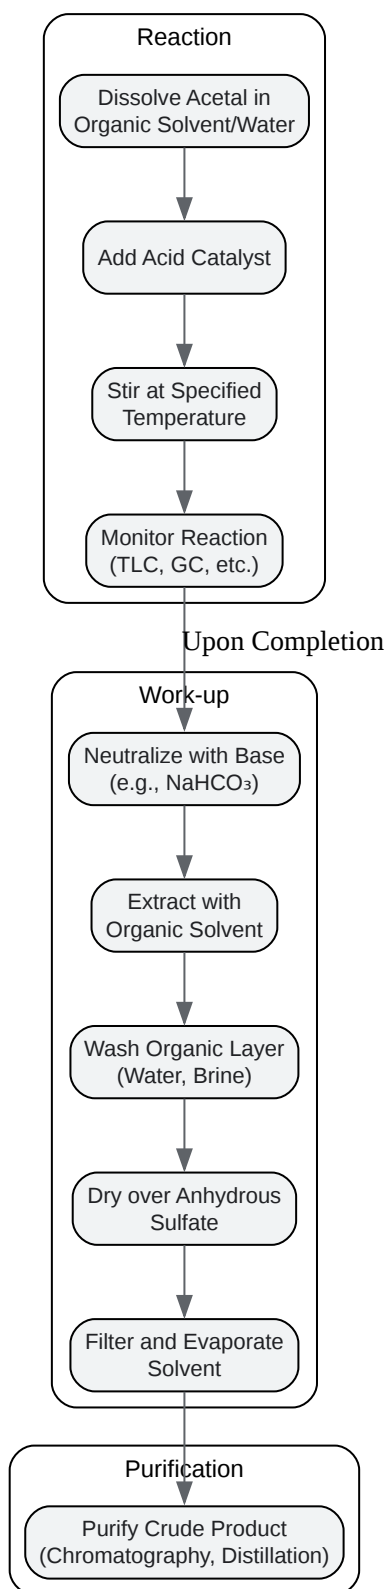 Reaction
Dissolve Acetal in
Organic Solvent/Water
Add Acid Catalyst
Stir at Specified
Temperature
Monitor Reaction
(TLC, GC, etc.)
Upon Completion
Work-up
Neutralize with Base
(e.g., NaHCO₃)
Extract with
Organic Solvent
Wash Organic Layer
(Water, Brine)
Dry over Anhydrous
Sulfate
Filter and Evaporate
Solvent
Purification
Purify Crude Product
(Chromatography, Distillation)